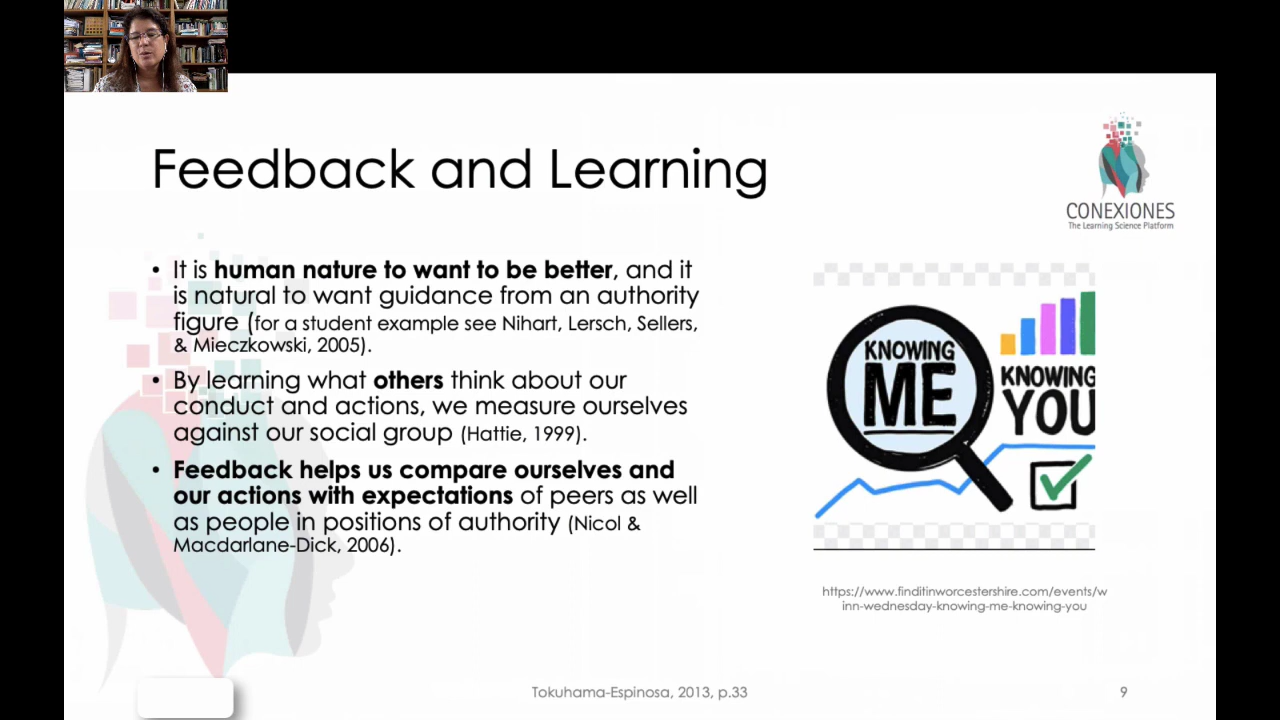 Feedback and Learning
CONEXIONES
The Learning Science Platform
• It is human nature to want to be better, and it
is natural to want guidance from an authority
figure (for a student example see Nihart, Lersch, Sellers,
& Mieczkowski, 2005).
• By learning what others think about our
conduct and actions, we measure ourselves
against our social group (Hattie, 1999).
• Feedback helps us compare ourselves and
our actions with expectations of peers as well
as people in positions of authority (Nicol &
Macdarlane-Dick, 2006).
KNOWING
ME
KNOWING
YOU
https://www.finditinworcestershire.com/events/w
inn-wednesday-knowing-me-knowing-you
Tokuhama-Espinosa, 2013, p.33
9